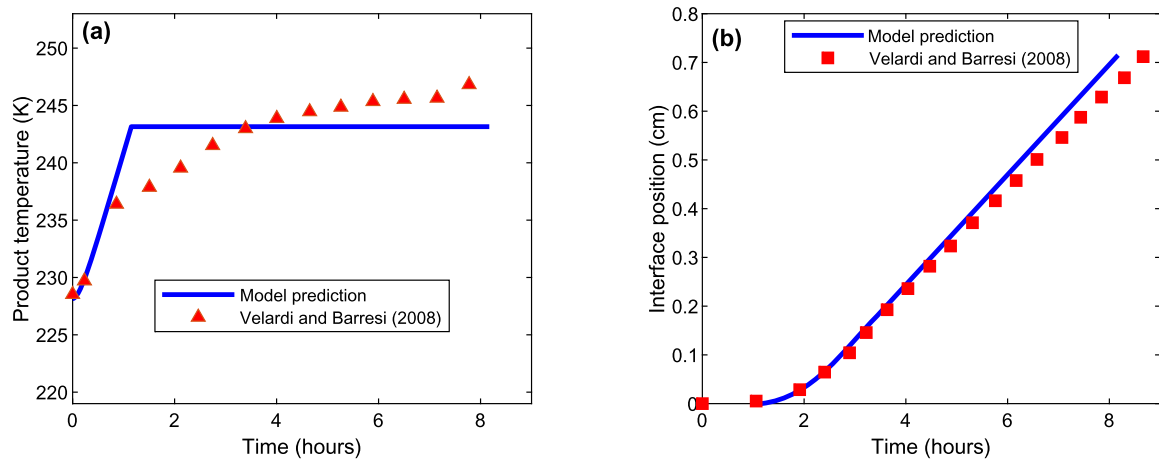 (a)
250
245
240
235
230
225
220
Product temperature (K)
Model prediction
Velardi and Barresi (2008)
0
2
4
6
8
Time (hours)
(b)
0.8
0.7
0.6
0.5
0.4
0.3
0.2
0.1
0
Interface position (cm)
Model prediction
Velardi and Barresi (2008)
0
2
4
6
8
Time (hours)